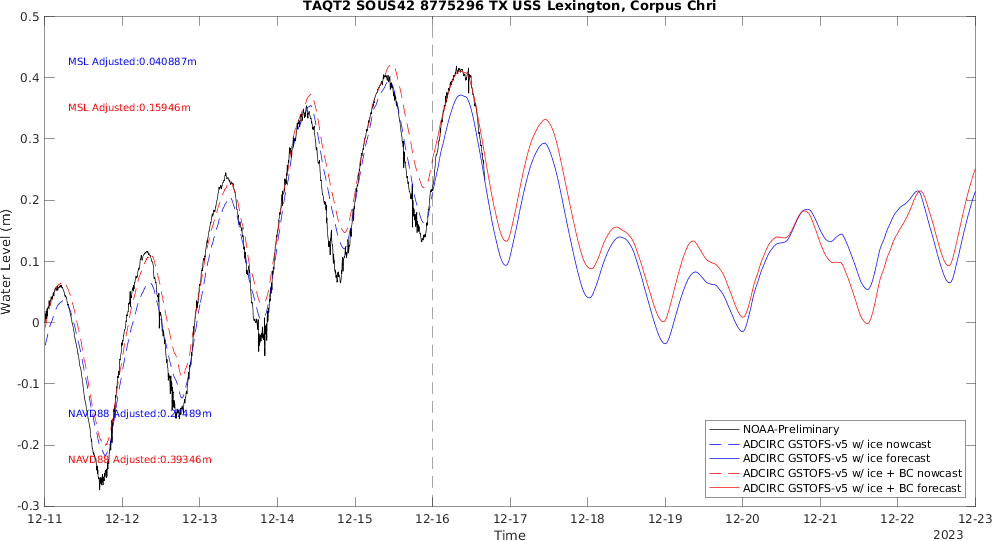 TAQT2 SOUS42 8775296 TX USS Lexington, Corpus Chri
0.5
0.4
0.3
0.2
0.1
0
-0.1
-0.2
-0.3
Water Level (m)
MSL Adjusted:0.040887m
MSL Adjusted:0.15946m
NAVD88 Adjusted:
NAVD88 Adjusted:0.39346m
NOAA-Preliminary
ADCIRC GSTOFS-v5 w/ ice nowcast
ADCIRC GSTOFS-v5 w/ ice forecast
ADCIRC GSTOFS-v5 w/ ice + BC nowcast
ADCIRC GSTOFS-v5 w/ ice + BC forecast
12-11 12-12 12-13 12-14 12-15 12-16 12-17 12-18 12-19 12-20 12-21 12-22 12-23
Time
2023